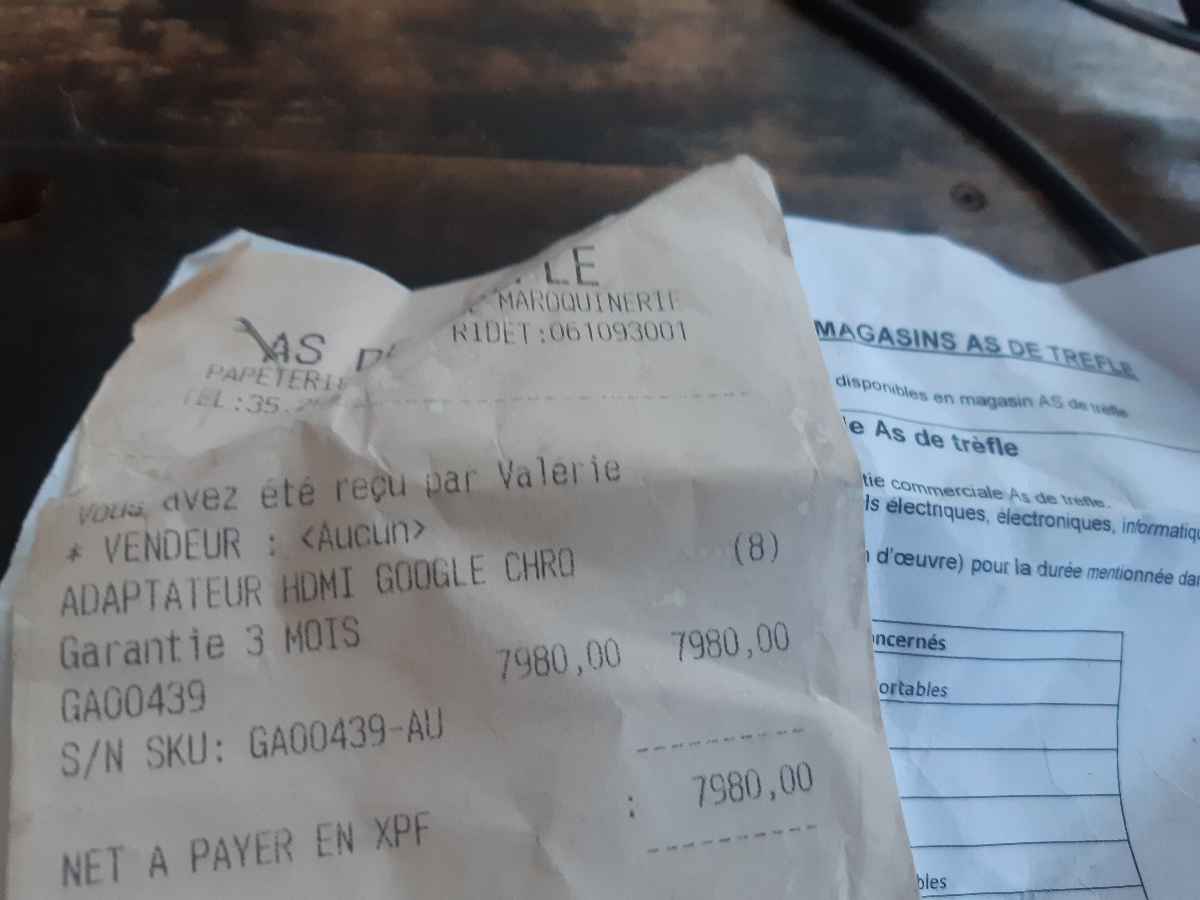 LE
MAROQUINERIE
RIDET:061093001
AS
PAPETERIE
TEL:35.
vous avez été reçu par Valérie
* VENDEUR : <Aucun>
ADAPTATEUR HDMI GOOGLE CHRO (8)
Garantie 3 MOIS
7980,00 7980,00
GA00439
S/N SKU: GA00439-AU
NET A PAYER EN XPF : 7980,00
MAGASINS AS DE TREFLE
disponibles en magasin AS de trèfle
e As de trèfle
tie commerciale As de trèfle.
ls électriques, électroniques, informatiqu
d'œuvre) pour la durée mentionnée dan
ncernés
ortables
bles